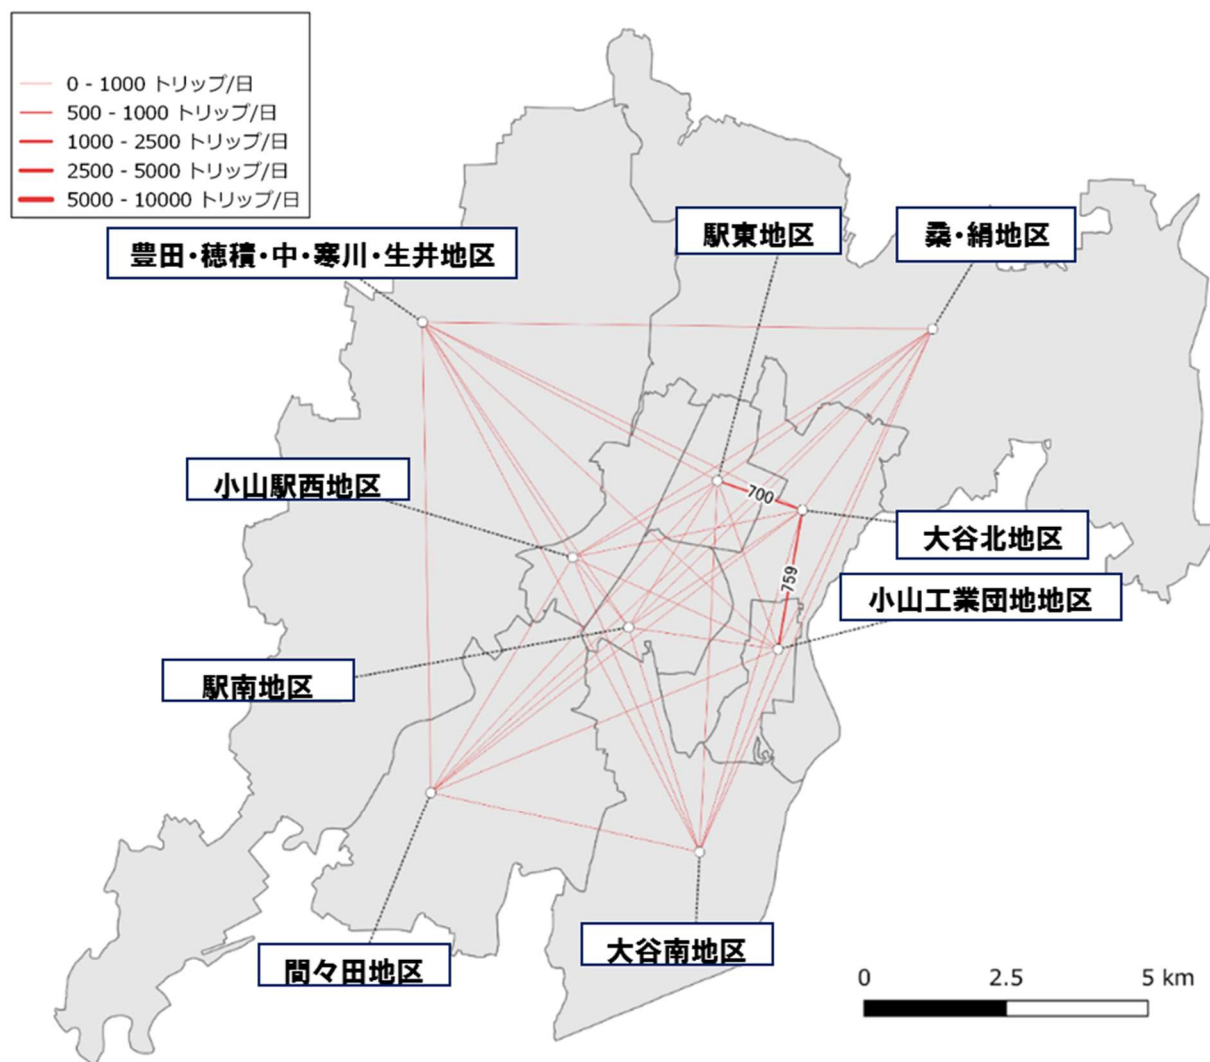 0 - 1000 トリップ/日
500 - 1000 トリップ/日
1000 - 2500 トリップ/日
2500 - 5000 トリップ/日
5000 - 10000 トリップ/日
駅東地区
桑・絹地区
豊田・穂積・中・寒川・生井地区
小山駅西地区
700
大谷北地区
759
小山工業団地地区
駅南地区
大谷南地区
間々田地区
0 2.5 5 km